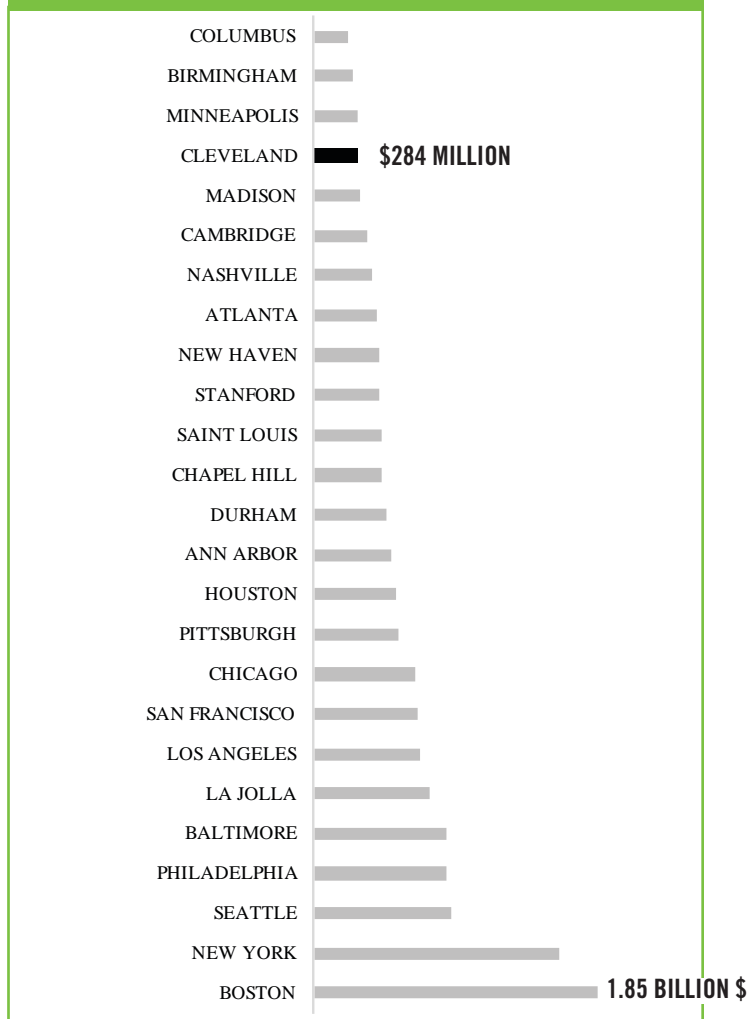 COLUMBUS
BIRMINGHAM
MINNEAPOLIS
CLEVELAND $284 MILLION
MADISON
CAMBRIDGE
NASHVILLE
ATLANTA
NEW HAVEN
STANFORD
SAINT LOUIS
CHAPEL HILL
DURHAM
ANN ARBOR
HOUSTON
PITTSBURGH
CHICAGO
SAN FRANCISCO
LOS ANGELES
LA JOLLA
BALTIMORE
PHILADELPHIA
SEATTLE
NEW YORK
BOSTON 1.85 BILLION $